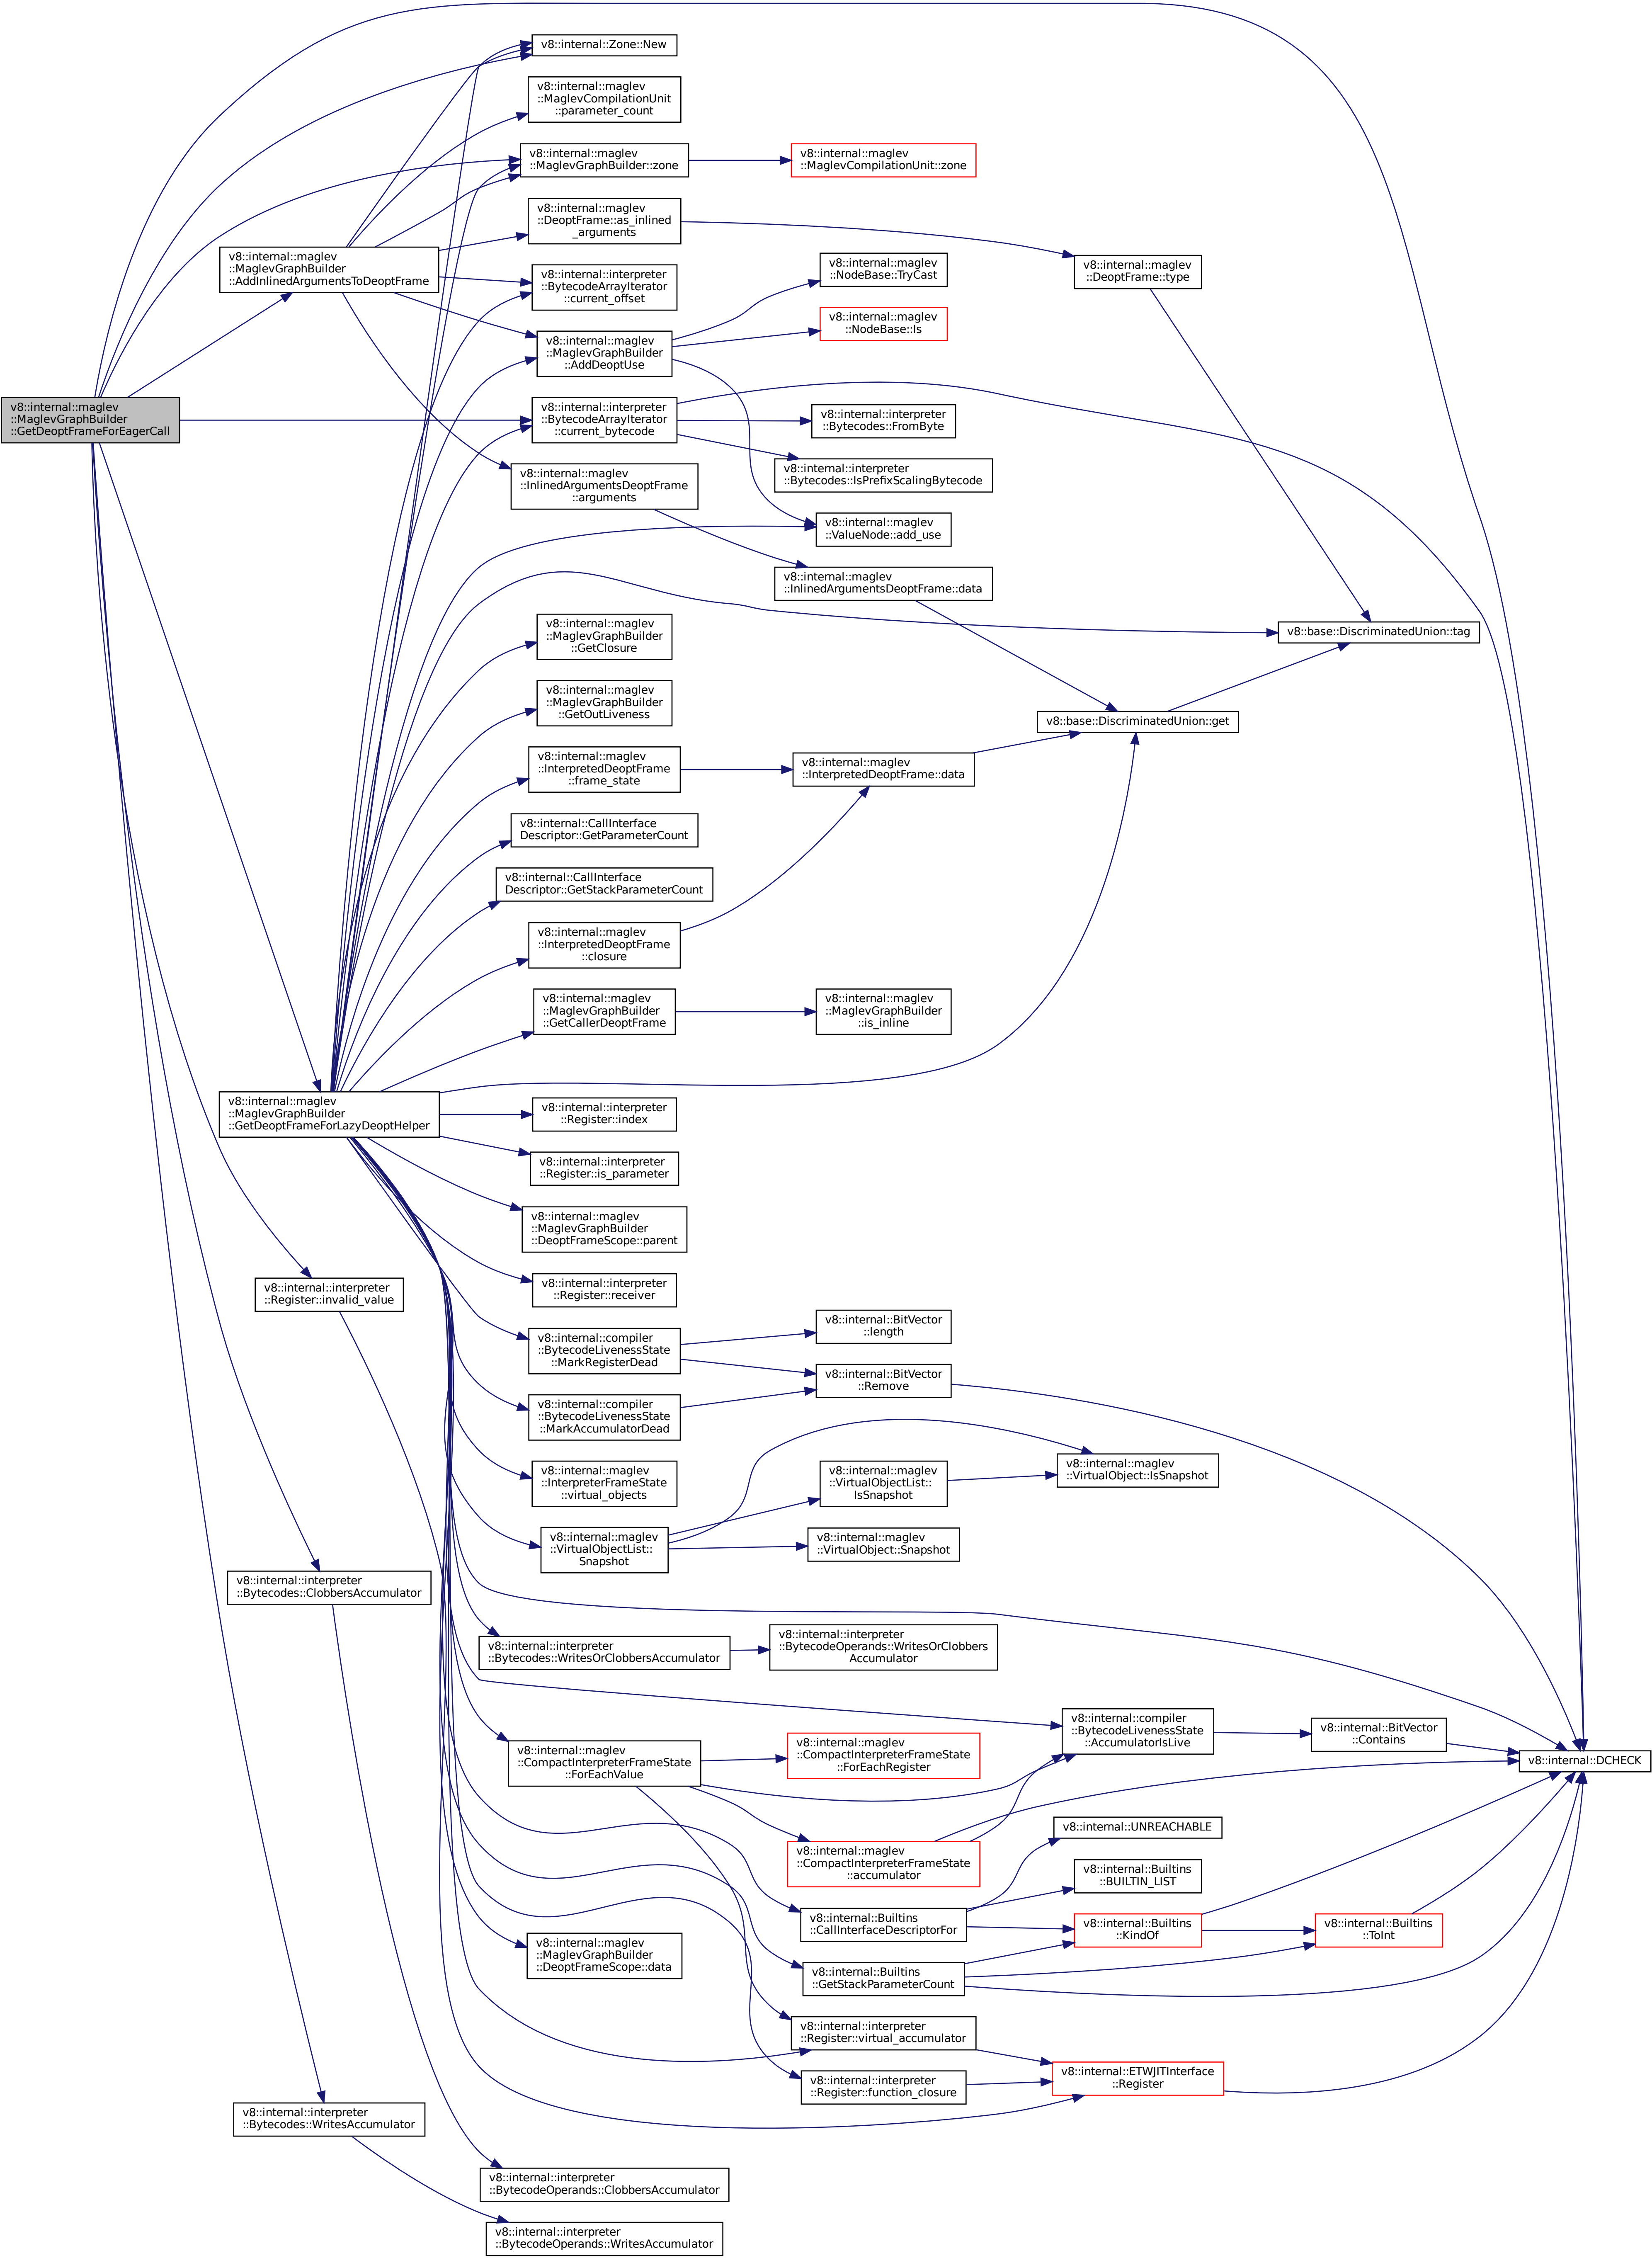 v8::internal::Zone::New
v8::internal::maglev
::MaglevCompilationUnit
::parameter_count
v8::internal::maglev
::MaglevGraphBuilder::zone
v8::internal::maglev
::MaglevCompilationUnit::zone
v8::internal::maglev
::DeoptFrame::as_inlined
_arguments
v8::internal::maglev
::MaglevGraphBuilder
::AddInlinedArgumentsToDeoptFrame
v8::internal::maglev
::NodeBase::TryCast
v8::internal::maglev
::DeoptFrame::type
v8::internal::interpreter
::BytecodeArrayIterator
::current_offset
v8::internal::maglev
::NodeBase::Is
v8::internal::maglev
::MaglevGraphBuilder
::AddDeoptUse
v8::internal::maglev
::MaglevGraphBuilder
::GetDeoptFrameForEagerCall
v8::internal::interpreter
::BytecodeArrayIterator
::current_bytecode
v8::internal::interpreter
::Bytecodes::FromByte
v8::internal::maglev
::InlinedArgumentsDeoptFrame
::arguments
v8::internal::interpreter
::Bytecodes::IsPrefixScalingBytecode
v8::internal::maglev
::ValueNode::add_use
v8::internal::maglev
::InlinedArgumentsDeoptFrame::data
v8::internal::maglev
::MaglevGraphBuilder
::GetClosure
v8::base::DiscriminatedUnion::tag
v8::internal::maglev
::MaglevGraphBuilder
::GetOutLiveness
v8::base::DiscriminatedUnion::get
v8::internal::maglev
::InterpretedDeoptFrame
::frame_state
v8::internal::maglev
::InterpretedDeoptFrame::data
v8::internal::CallInterface
Descriptor::GetParameterCount
v8::internal::CallInterface
Descriptor::GetStackParameterCount
v8::internal::maglev
::InterpretedDeoptFrame
::closure
v8::internal::maglev
::MaglevGraphBuilder
::GetCallerDeoptFrame
v8::internal::maglev
::MaglevGraphBuilder
::is_inline
v8::internal::maglev
::MaglevGraphBuilder
::GetDeoptFrameForLazyDeoptHelper
v8::internal::interpreter
::Register::index
v8::internal::interpreter
::Register::is_parameter
v8::internal::maglev
::MaglevGraphBuilder
::DeoptFrameScope::parent
v8::internal::interpreter
::Register::invalid_value
v8::internal::interpreter
::Register::receiver
v8::internal::compiler
::BytecodeLivenessState
::MarkRegisterDead
v8::internal::BitVector
::length
v8::internal::BitVector
::Remove
v8::internal::compiler
::BytecodeLivenessState
::MarkAccumulatorDead
v8::internal::maglev
::InterpreterFrameState
::virtual_objects
v8::internal::maglev
::VirtualObjectList::
IsSnapshot
v8::internal::maglev
::VirtualObject::IsSnapshot
v8::internal::maglev
::VirtualObjectList::
Snapshot
v8::internal::maglev
::VirtualObject::Snapshot
v8::internal::interpreter
::Bytecodes::ClobbersAccumulator
v8::internal::interpreter
::Bytecodes::WritesOrClobbersAccumulator
v8::internal::interpreter
::BytecodeOperands::WritesOrClobbers
Accumulator
v8::internal::compiler
::BytecodeLivenessState
::AccumulatorIsLive
v8::internal::BitVector
::Contains
v8::internal::DCHECK
v8::internal::maglev
::CompactInterpreterFrameState
::ForEachValue
v8::internal::maglev
::CompactInterpreterFrameState
::ForEachRegister
v8::internal::UNREACHABLE
v8::internal::maglev
::CompactInterpreterFrameState
::accumulator
v8::internal::Builtins
::BUILTIN_LIST
v8::internal::Builtins
::CallInterfaceDescriptorFor
v8::internal::Builtins
::KindOf
v8::internal::Builtins
::ToInt
v8::internal::maglev
::MaglevGraphBuilder
::DeoptFrameScope::data
v8::internal::Builtins
::GetStackParameterCount
v8::internal::interpreter
::Register::virtual_accumulator
v8::internal::ETWJITInterface
::Register
v8::internal::interpreter
::Register::function_closure
v8::internal::interpreter
::Bytecodes::WritesAccumulator
v8::internal::interpreter
::BytecodeOperands::ClobbersAccumulator
v8::internal::interpreter
::BytecodeOperands::WritesAccumulator